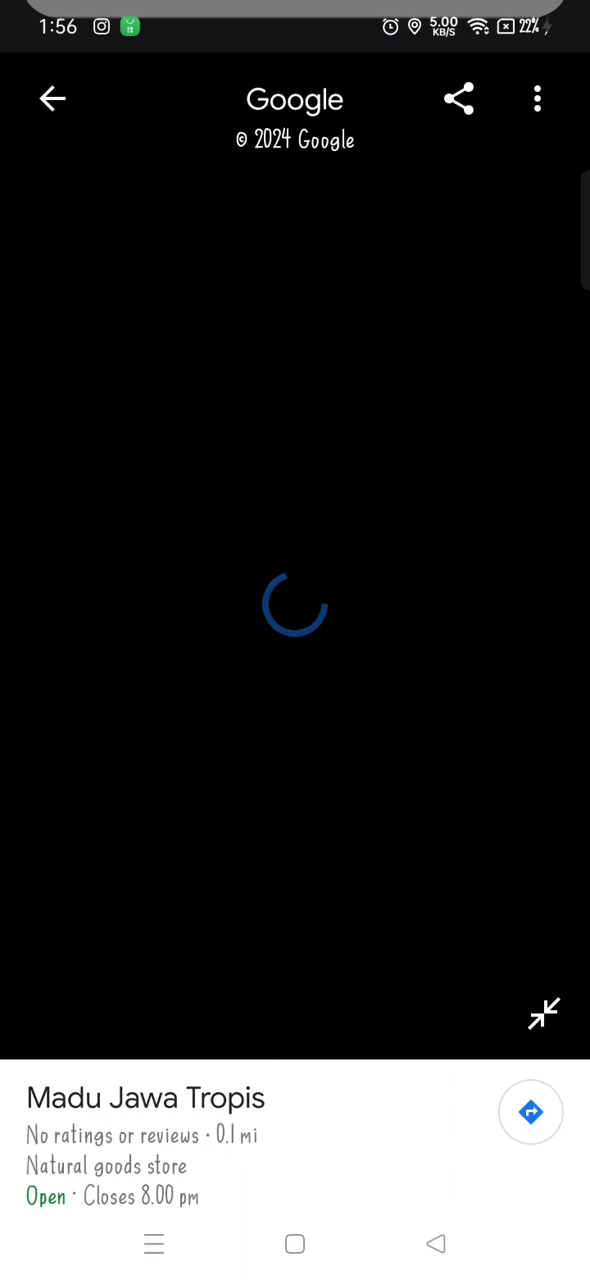 1:56 5.00 KB/S 22%
Google
© 2024 Google
Madu Jawa Tropis
No ratings or reviews · 0.1 mi
Natural goods store
Open · Closes 8.00 pm